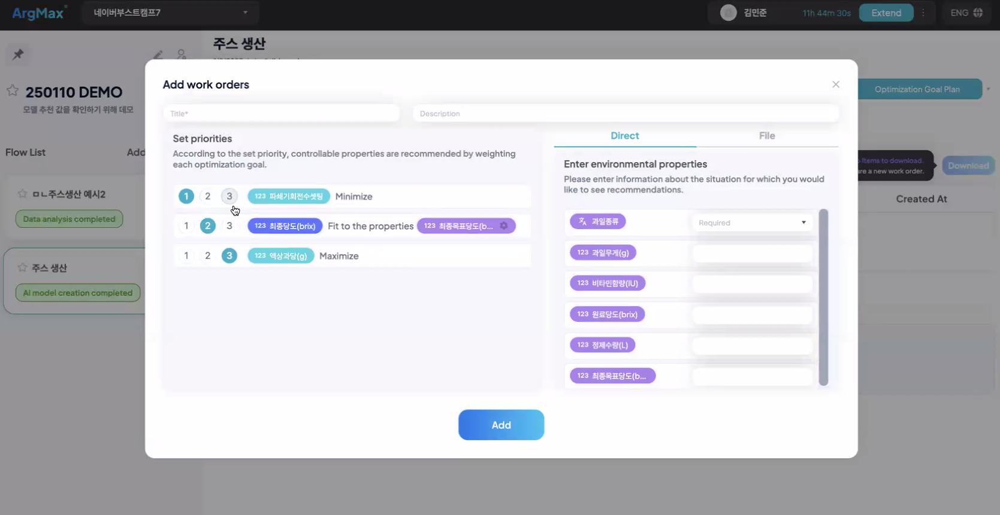 ArgMax
네이버부스트캠프7
김민준
11h 44m 30s
Extend
ENG
주스 생산
250110 DEMO
모델 추천 값을 확인하기 위해 데모
Optimization Goal Plan
Flow List
Add
ㅁㄴ주스생산 예시2
Data analysis completed
주스 생산
AI model creation completed
items to download.
are a new work order.
Download
Created At
Add work orders
Title*
Description
Set priorities
According to the set priority, controllable properties are recommended by weighting
each optimization goal.
1 2 3 123 파쇄기회전수셋팅 Minimize
1 2 3 123 최종당도(brix) Fit to the properties 123 최종목표당도(b...
1 2 3 123 액상과당(g) Maximize
Direct
File
Enter environmental properties
Please enter information about the situation for which you would
like to see recommendations.
과일종류
Required
123 과일무게(g)
123 비타민함량(IU)
123 원료당도(brix)
123 정제수량(L)
123 최종목표당도(b...
Add